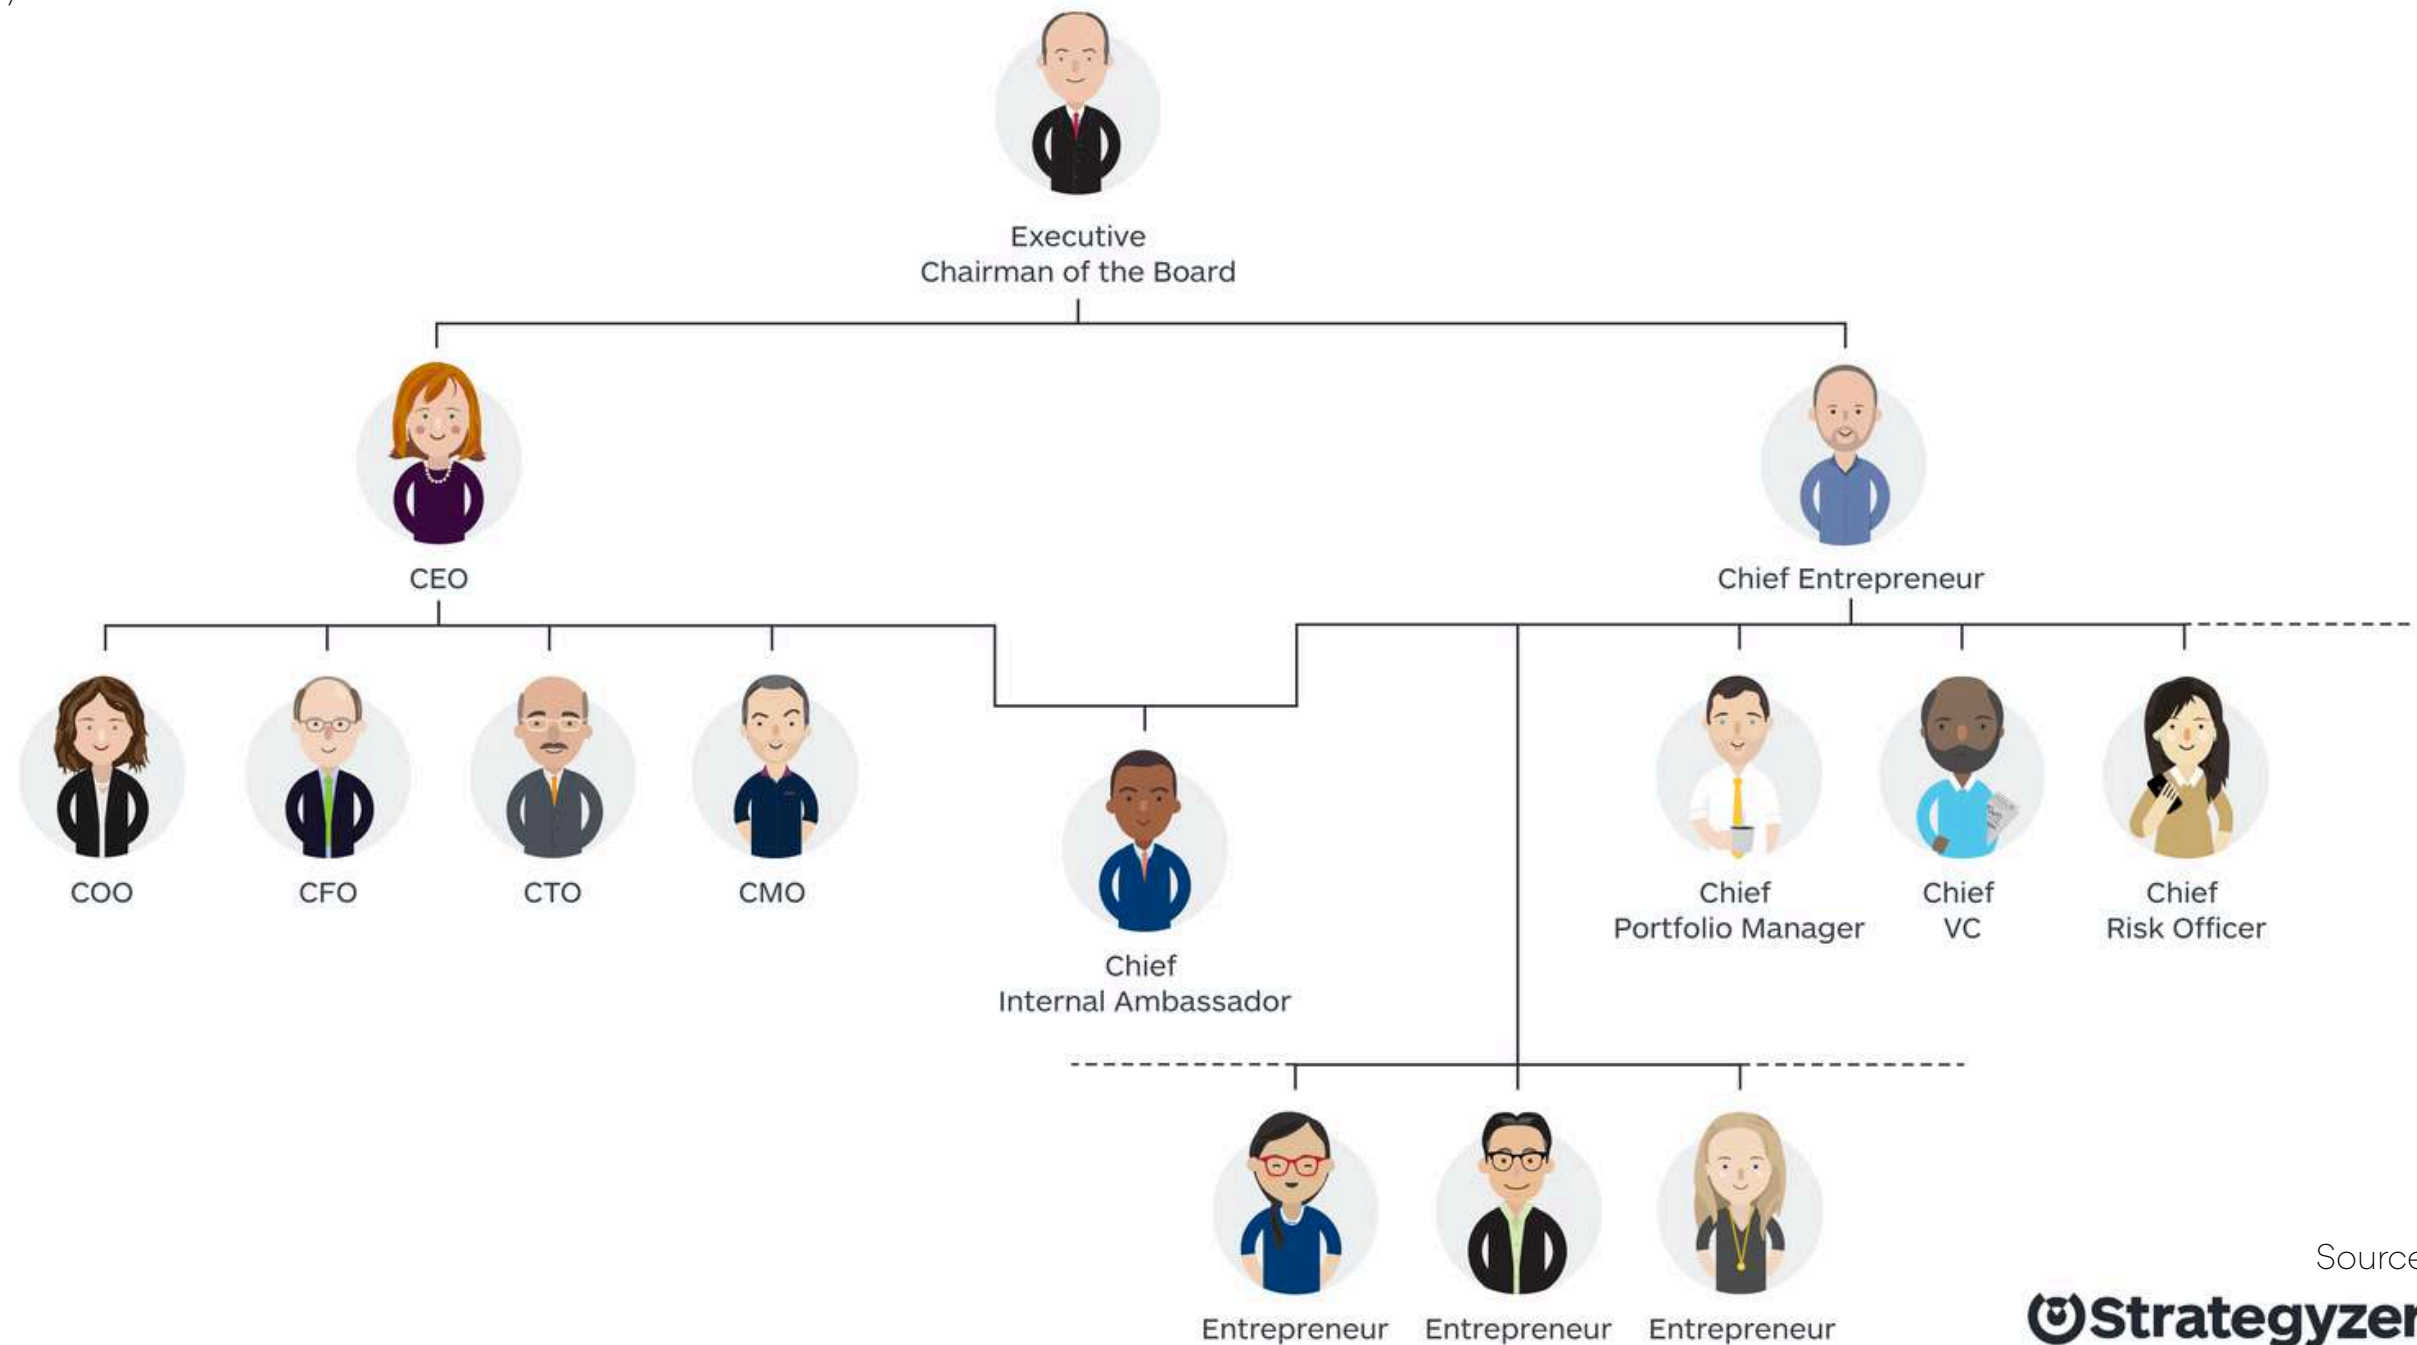 Executive
Chairman of the Board
CEO
Chief Entrepreneur
COO
CFO
CTO
CMO
Chief
Internal Ambassador
Chief
Portfolio Manager
Chief
VC
Chief
Risk Officer
Entrepreneur
Entrepreneur
Entrepreneur
Source
Strategyzer